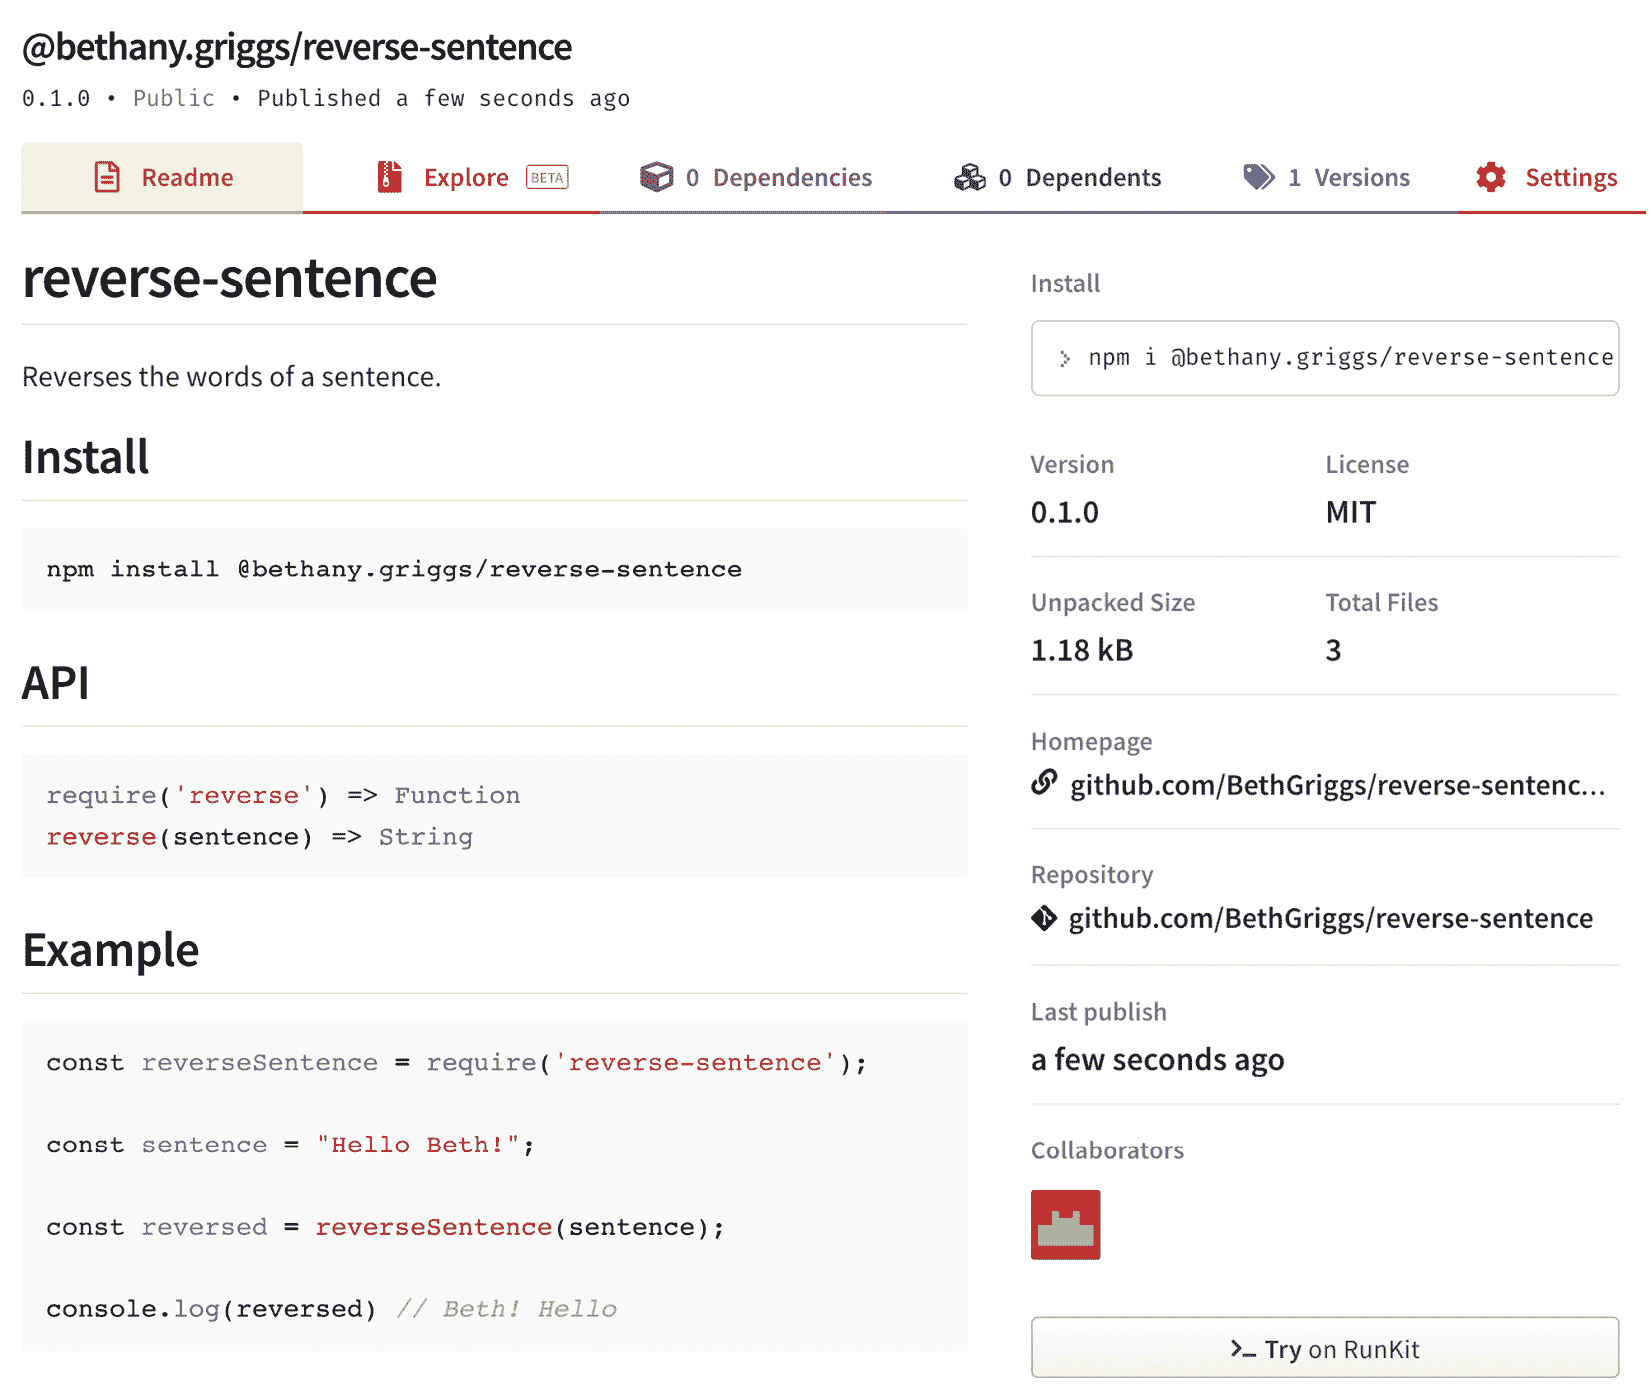 @bethany.griggs/reverse-sentence
0.1.0 • Public • Published a few seconds ago
Readme Explore BETA 0 Dependencies 0 Dependents 1 Versions Settings
reverse-sentence
Reverses the words of a sentence.
Install
npm install @bethany.griggs/reverse-sentence
API
require('reverse') => Function
reverse(sentence) => String
Example
const reverseSentence = require('reverse-sentence');
const sentence = "Hello Beth!";
const reversed = reverseSentence(sentence);
console.log(reversed) // Beth! Hello
Install
> npm i @bethany.griggs/reverse-sentence
Version License
0.1.0 MIT
Unpacked Size Total Files
1.18 kB 3
Homepage
github.com/BethGriggs/reverse-sentenc...
Repository
github.com/BethGriggs/reverse-sentence
Last publish
a few seconds ago
Collaborators
>_ Try on RunKit